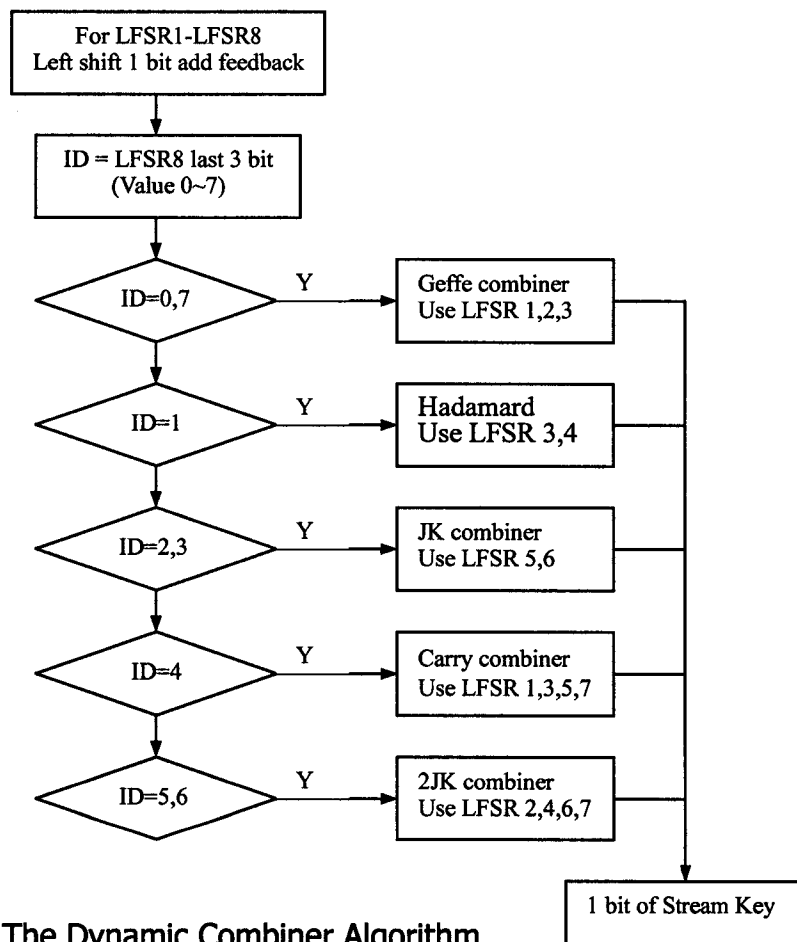 For LFSR1-LFSR8
Left shift 1 bit add feedback
ID = LFSR8 last 3 bit
(Value 0~7)
ID=0,7
Y
Geffe combiner
Use LFSR 1,2,3
ID=1
Y
Hadamard
Use LFSR 3,4
ID=2,3
Y
JK combiner
Use LFSR 5,6
ID=4
Y
Carry combiner
Use LFSR 1,3,5,7
ID=5,6
Y
2JK combiner
Use LFSR 2,4,6,7
1 bit of Stream Key
The Dynamic Combiner Algorithm